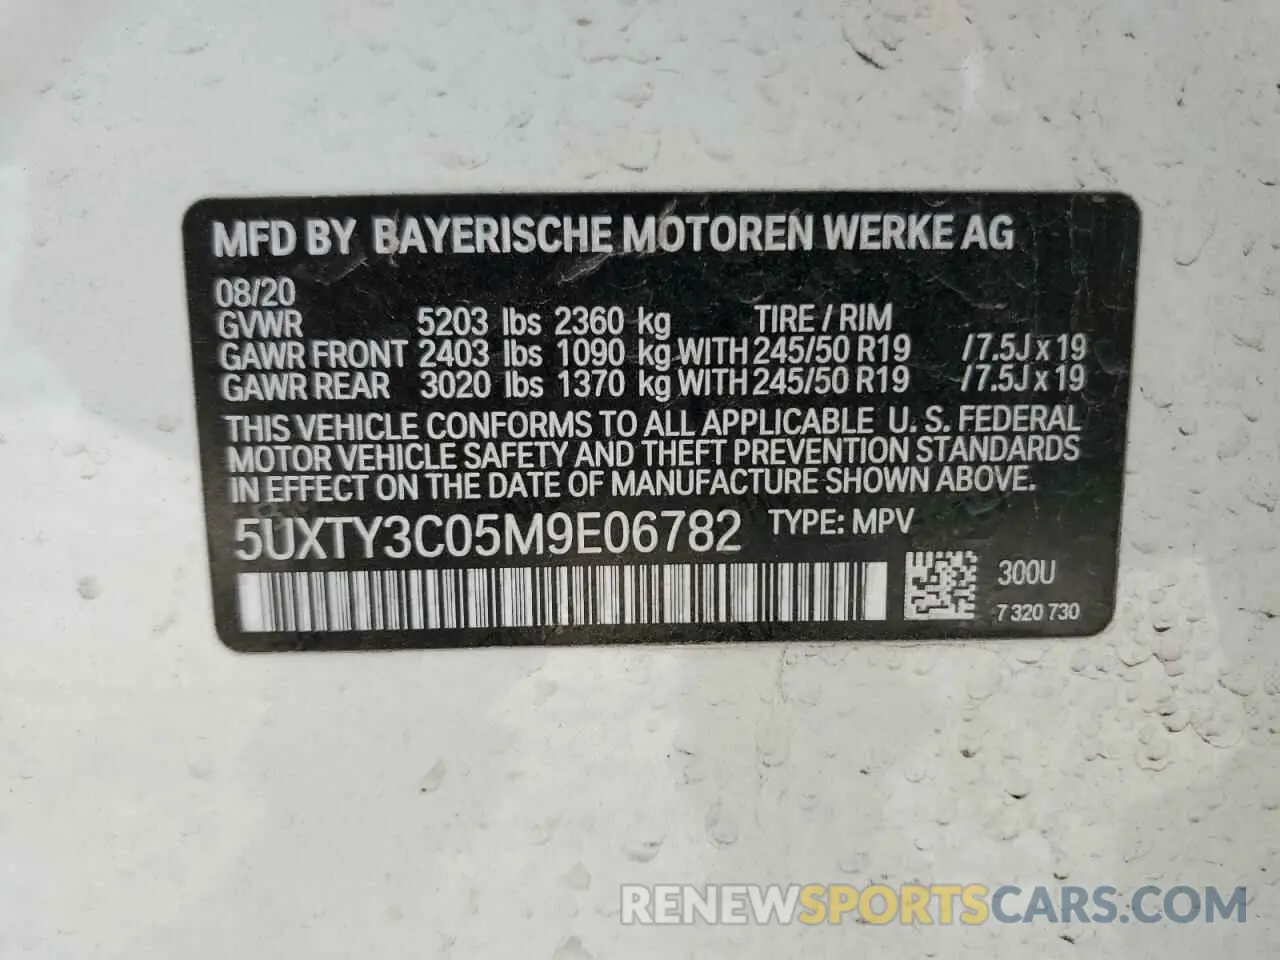 MFD BY BAYERISCHE MOTOREN WERKE AG
08/20
GVWR 5203 lbs 2360 kg TIRE / RIM
GAWR FRONT 2403 lbs 1090 kg WITH 245/50 R19 / 7.5J x 19
GAWR REAR 3020 lbs 1370 kg WITH 245/50 R19 / 7.5J x 19
THIS VEHICLE CONFORMS TO ALL APPLICABLE U. S. FEDERAL
MOTOR VEHICLE SAFETY AND THEFT PREVENTION STANDARDS
IN EFFECT ON THE DATE OF MANUFACTURE SHOWN ABOVE.
5UXTY3C05M9E06782 TYPE: MPV
300U
7 320 730
RENEWSPORTSCARS.COM